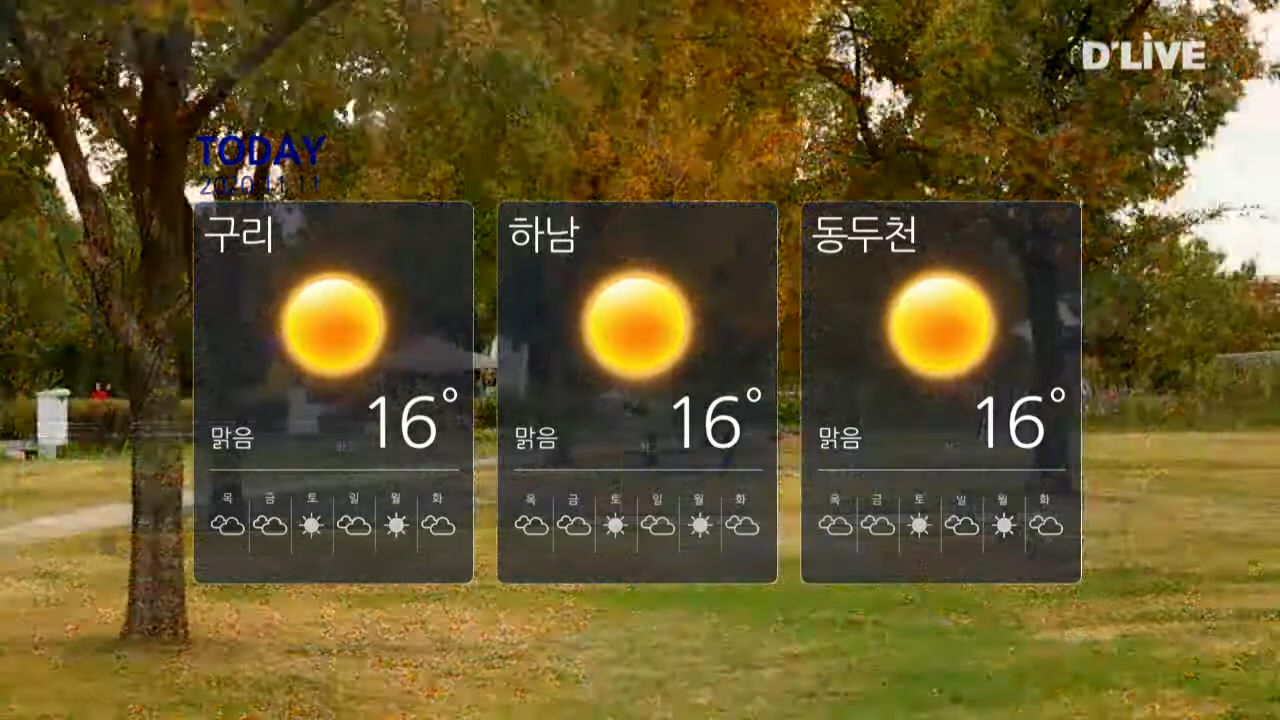 D'LIVE
TODAY
2020.11.11
구리
맑음
16°
목 금 토 일 월 화
하남
맑음
16°
목 금 토 일 월 화
동두천
맑음
16°
목 금 토 일 월 화